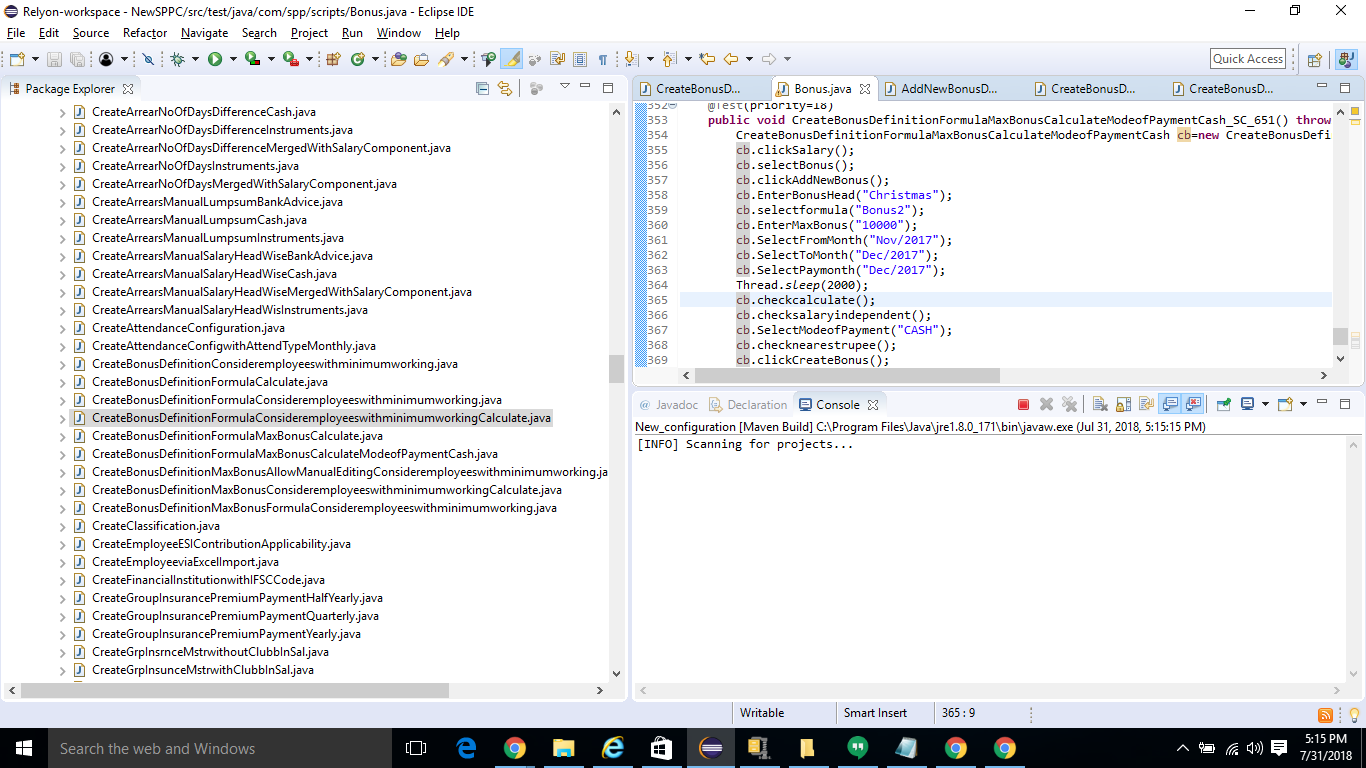 Relyon-workspace - NewSPPC/src/test/java/com/spp/scripts/Bonus.java - Eclipse IDE
File Edit Source Refactor Navigate Search Project Run Window Help
Quick Access
Package Explorer
CreateArrearNoOfDaysDifferenceCash.java
CreateArrearNoOfDaysDifferenceInstruments.java
CreateArrearNoOfDaysDifferenceMergedWithSalaryComponent.java
CreateArrearNoOfDaysInstruments.java
CreateArrearNoOfDaysMergedWithSalaryComponent.java
CreateArrearsManualLumpsumBankAdvice.java
CreateArrearsManualLumpsumCash.java
CreateArrearsManualLumpsumInstruments.java
CreateArrearsManualSalaryHeadWiseBankAdvice.java
CreateArrearsManualSalaryHeadWiseCash.java
CreateArrearsManualSalaryHeadWiseMergedWithSalaryComponent.java
CreateArrearsManualSalaryHeadWisInstruments.java
CreateAttendanceConfiguration.java
CreateAttendanceConfigwithAttendTypeMonthly.java
CreateBonusDefinitionConsideremployeeswithminimumworking.java
CreateBonusDefinitionFormulaCalculate.java
CreateBonusDefinitionFormulaConsideremployeeswithminimumworking.java
CreateBonusDefinitionFormulaConsideremployeeswithminimumworkingCalculate.java
CreateBonusDefinitionFormulaMaxBonusCalculate.java
CreateBonusDefinitionFormulaMaxBonusCalculateModeofPaymentCash.java
CreateBonusDefinitionMaxBonusAllowManualEditingConsideremployeeswithminimumworking.ja
CreateBonusDefinitionMaxBonusConsideremployeeswithminimumworkingCalculate.java
CreateBonusDefinitionMaxBonusFormulaConsideremployeeswithminimumworking.java
CreateClassification.java
CreateEmployeeESIContributionApplicability.java
CreateEmployeeviaExcelImport.java
CreateFinancialInstitutionwithIFSCCode.java
CreateGroupInsurancePremiumPaymentHalfYearly.java
CreateGroupInsurancePremiumPaymentQuarterly.java
CreateGroupInsurancePremiumPaymentYearly.java
CreateGrpInsrnceMstrwithoutClubbInSal.java
CreateGrpInsunceMstrwithClubbInSal.java
CreateBonusD... Bonus.java AddNewBonusD... CreateBonusD... CreateBonusD...
352 @Test(priority=18)
353 public void CreateBonusDefinitionFormulaMaxBonusCalculateModeofPaymentCash_SC_651() throw
354 CreateBonusDefinitionFormulaMaxBonusCalculateModeofPaymentCash cb=new CreateBonusDefi
355 cb.clickSalary();
356 cb.selectBonus();
357 cb.clickAddNewBonus();
358 cb.EnterBonusHead("Christmas");
359 cb.selectformula("Bonus2");
360 cb.EnterMaxBonus("10000");
361 cb.SelectFromMonth("Nov/2017");
362 cb.SelectToMonth("Dec/2017");
363 cb.SelectPaymonth("Dec/2017");
364 Thread.sleep(2000);
365 cb.checkcalculate();
366 cb.checksalaryindependent();
367 cb.SelectModeofPayment("CASH");
368 cb.checknearestrupee();
369 cb.clickCreateBonus();
@ Javadoc Declaration Console
New_configuration [Maven Build] C:\Program Files\Java\jre1.8.0_171\bin\javaw.exe (Jul 31, 2018, 5:15:15 PM)
[INFO] Scanning for projects...
Writable Smart Insert 365 : 9
Search the web and Windows
5:15 PM
7/31/2018